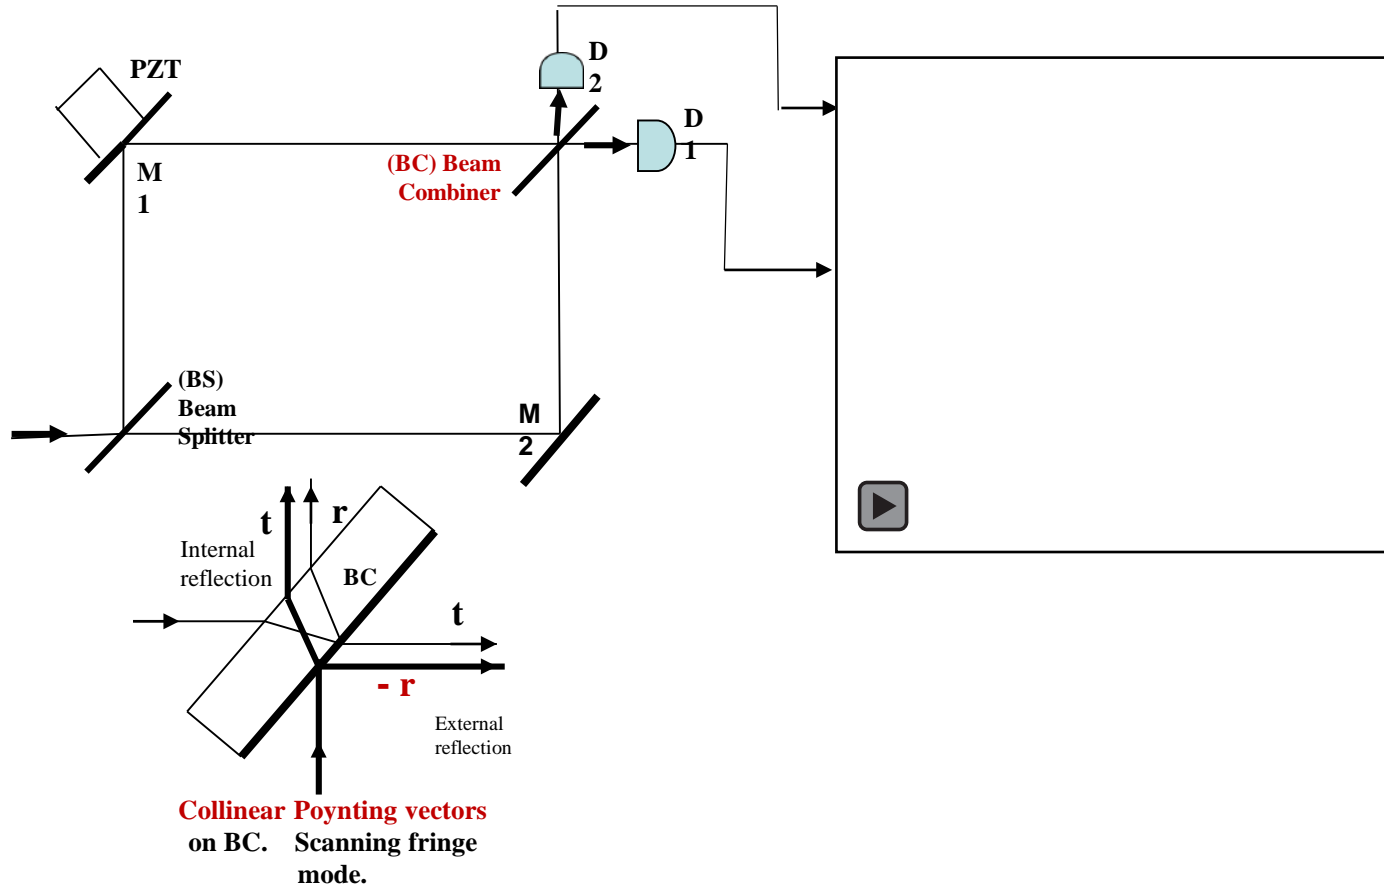 D
2
PZT
D
1
(BC) Beam
Combiner
M
1
(BS)
Beam
Splitter
M
2
t
r
Internal
reflection
BC
t
- r
External
reflection
Collinear Poynting vectors
on BC. Scanning fringe
mode.